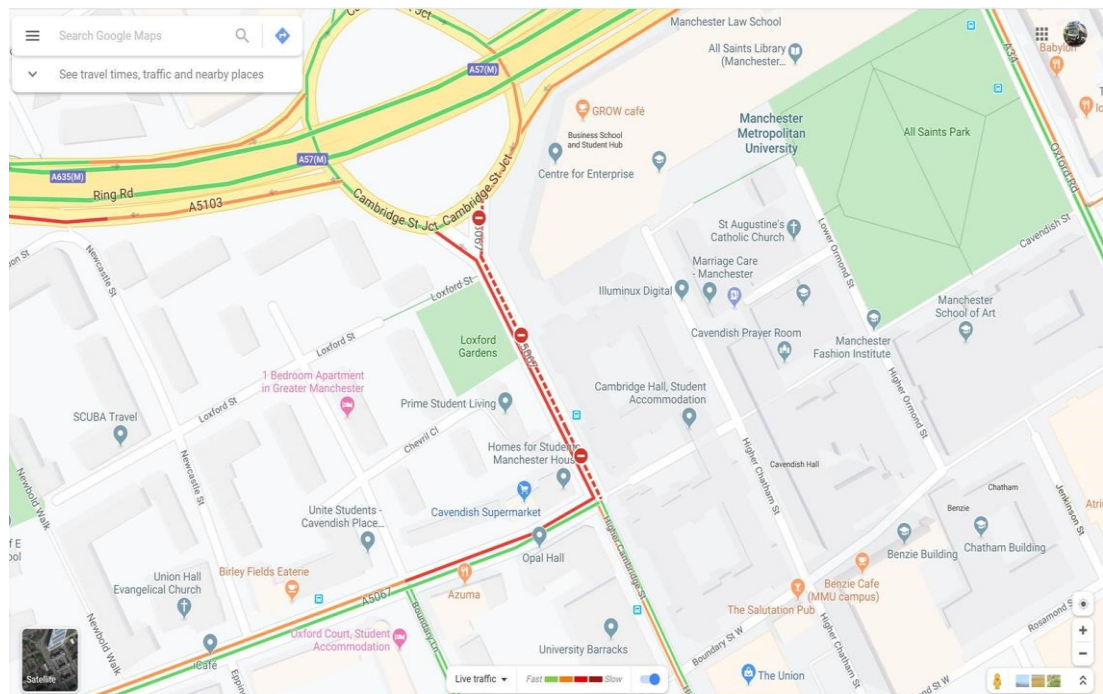 Search Google Maps
See travel times, traffic and nearby places
Manchester Law School
All Saints Library
(Manchester...
A57(M)
A34
Babylon
GROW café
Business School
and Student Hub
Manchester
Metropolitan
University
All Saints Park
A57(M)
Centre for Enterprise
A635(M)
Ring Rd
A5103
Oxford Rd
Cambridge St Jct
Cambridge St Jct
Lower Ormond St
Cavendish St
St Augustine's
Catholic Church
Newcastle St
Marriage Care
- Manchester
Loxford St
Illuminux Digital
Manchester
School of Art
Loxford
Gardens
Cavendish Prayer Room
Manchester
Fashion Institute
Loxford St
1 Bedroom Apartment
in Greater Manchester
Cambridge Hall, Student
Accommodation
Higher Ormond St
Loxford St
Prime Student Living
SCUBA Travel
Chevril Cl
Homes for Students
Manchester House
Higher Chatham St
Cavendish Hall
Newcastle St
Newbold Walk
Cavendish Supermarket
Chatham
Benzie
Jenkinson St
Unite Students -
Cavendish Place...
Higher Cambridge St
Opal Hall
Benzie Building
Chatham Building
Birley Fields Eaterie
Azuma
Union Hall
Evangelical Church
A5067
Benzie Cafe
(MMU campus)
The Salutation Pub
Boundary Ln
Newbold Walk
Oxford Court, Student
Accommodation
Higher Chatham St
Rosamond S
iCafé
University Barracks
Boundary St W
The Union
Satellite
Live traffic
Fast
Slow